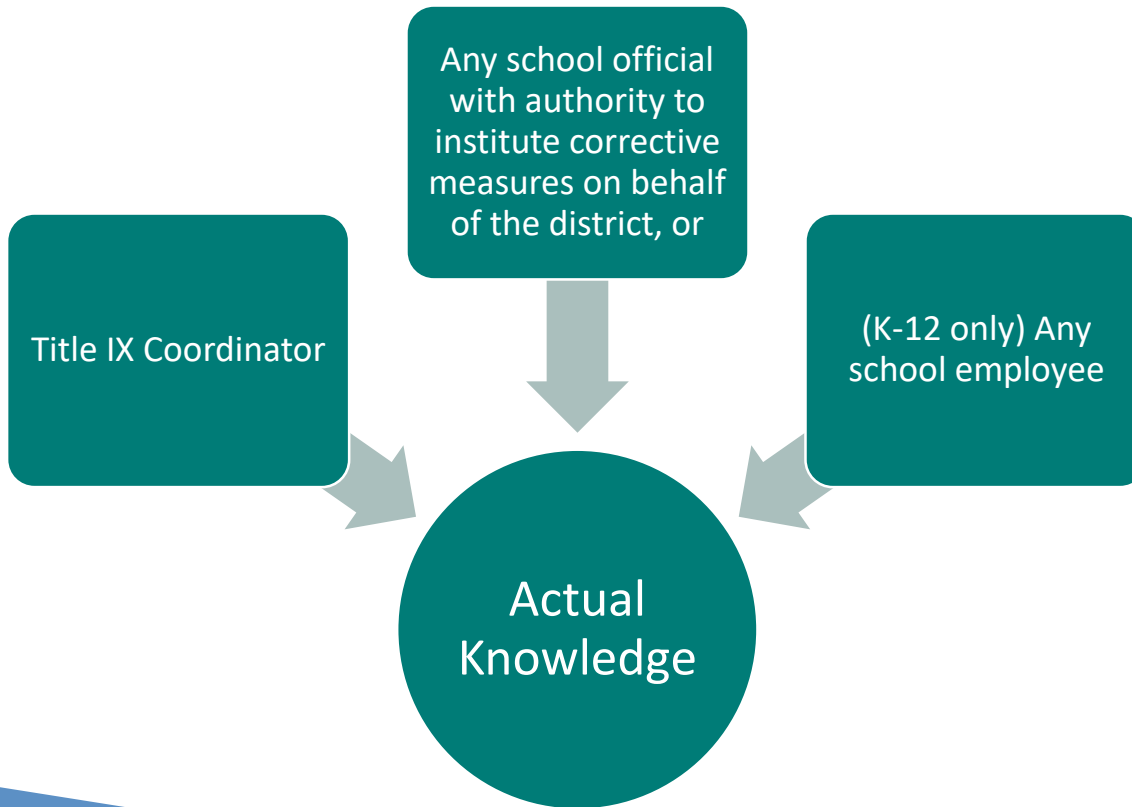 Title IX Coordinator
Any school official
with authority to
institute corrective
measures on behalf
of the district, or
(K-12 only) Any
school employee
Actual
Knowledge